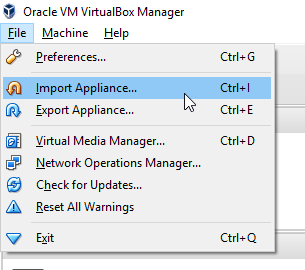 Oracle VM VirtualBox Manager
File Machine Help
Preferences... Ctrl+G
Import Appliance... Ctrl+I
Export Appliance... Ctrl+E
Virtual Media Manager... Ctrl+D
Network Operations Manager...
Check for Updates...
Reset All Warnings
Exit Ctrl+Q